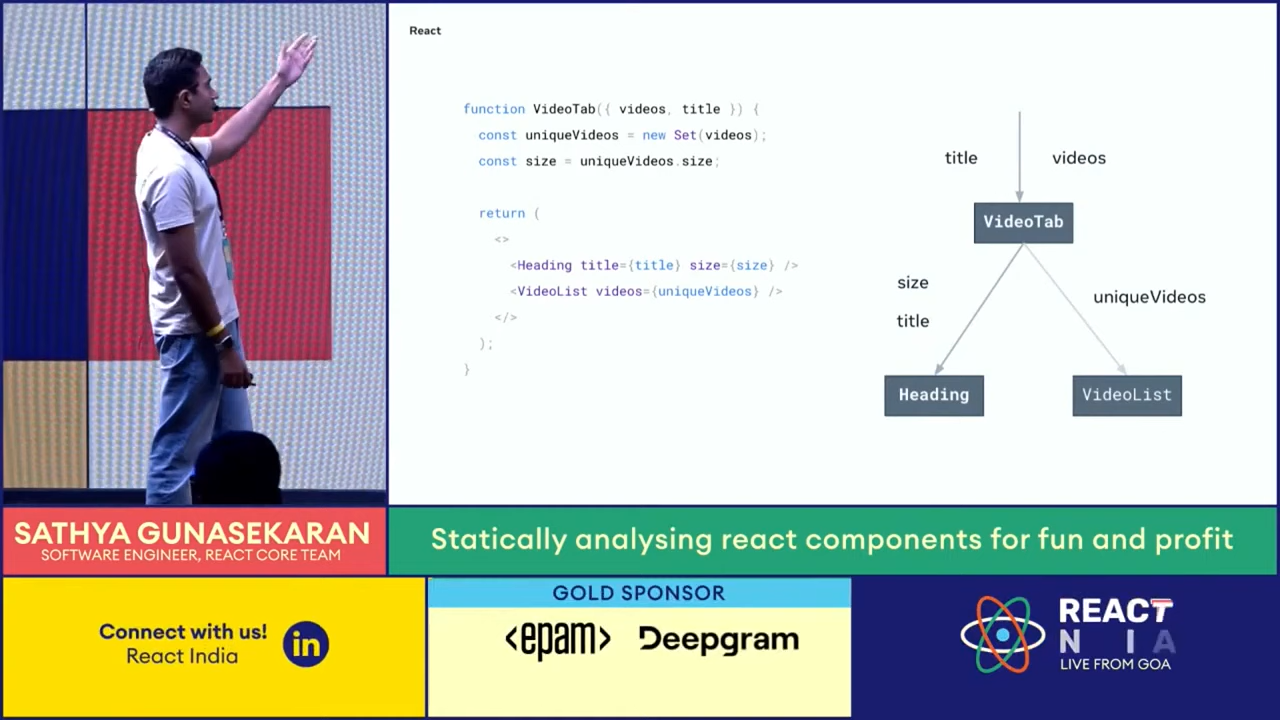 React
function VideoTab({ videos, title }) {
const uniqueVideos = new Set(videos);
const size = uniqueVideos.size;
return (
<>
<Heading title={title} size={size} />
<VideoList videos={uniqueVideos} />
</>
);
}
title
videos
VideoTab
size
title
uniqueVideos
Heading
VideoList
SATHYA GUNASEKARAN
SOFTWARE ENGINEER, REACT CORE TEAM
Statically analysing react components for fun and profit
Connect with us!
React India
in
GOLD SPONSOR
<epam>
Deepgram
REACT
N IA
LIVE FROM GOA